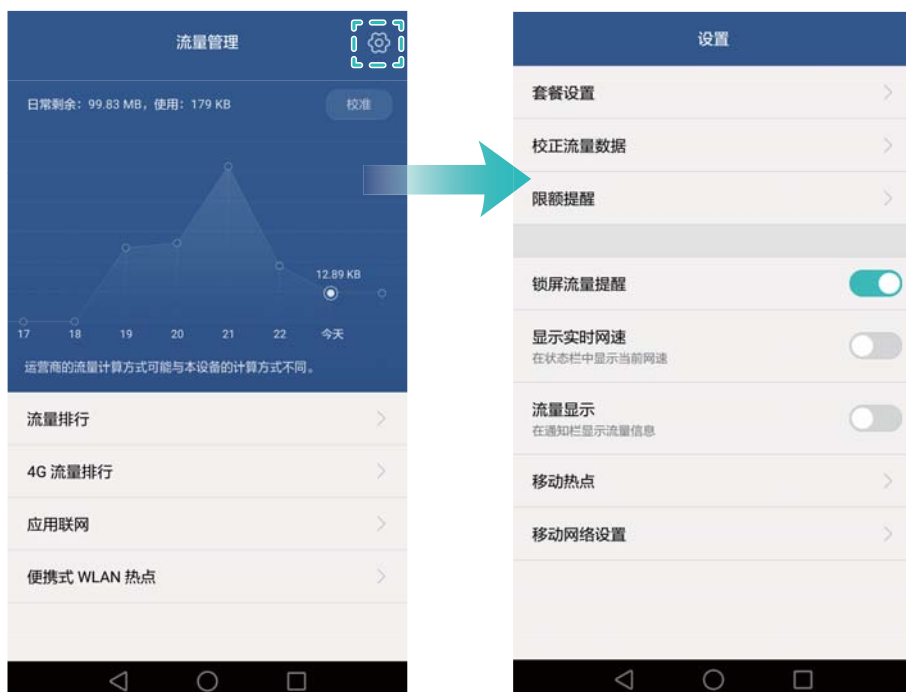 流量管理
日常剩余：99.83 MB，使用：179 KB
校准
12.89 KB
17 18 19 20 21 22 今天
运营商的流量计算方式可能与本设备的计算方式不同。
流量排行
4G 流量排行
应用联网
便携式 WLAN 热点
设置
套餐设置
校正流量数据
限额提醒
锁屏流量提醒
显示实时网速
在状态栏中显示当前网速
流量显示
在通知栏显示流量信息
移动热点
移动网络设置